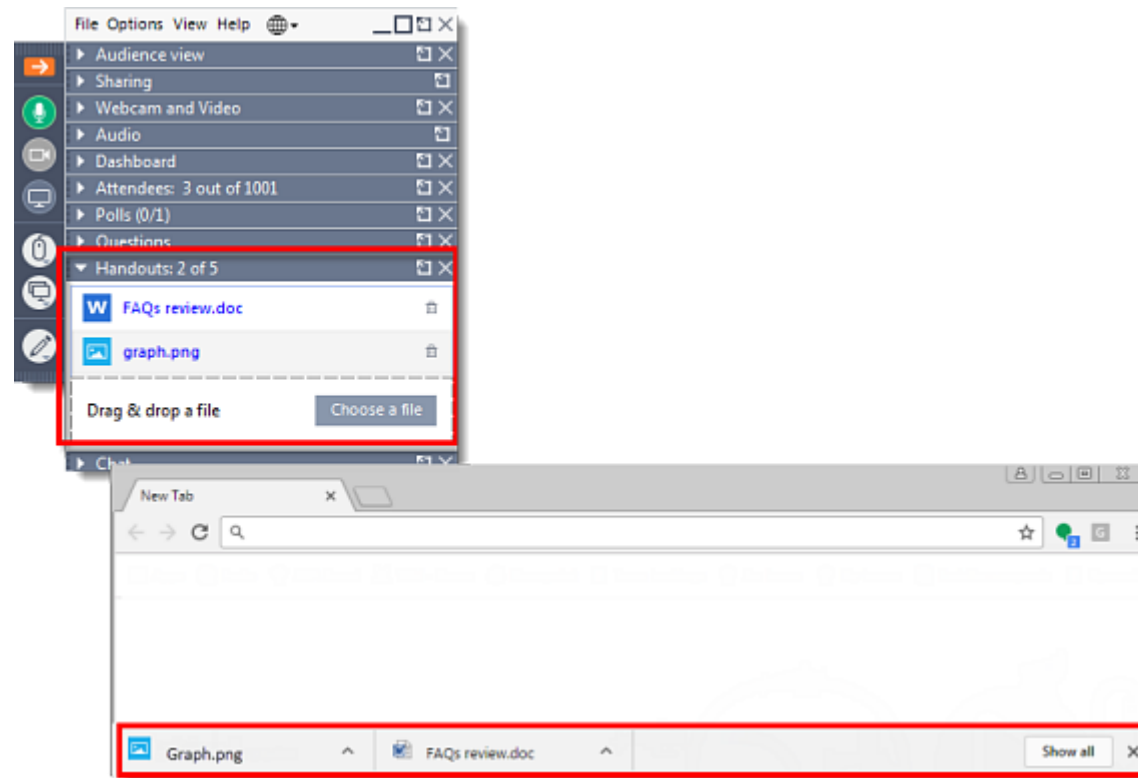 File Options View Help
Audience view
Sharing
Webcam and Video
Audio
Dashboard
Attendees: 3 out of 1001
Polls (0/1)
Questions
Handouts: 2 of 5
W FAQs review.doc
graph.png
Drag & drop a file Choose a file
Chat
New Tab
2 G
Graph.png FAQs review.doc Show all